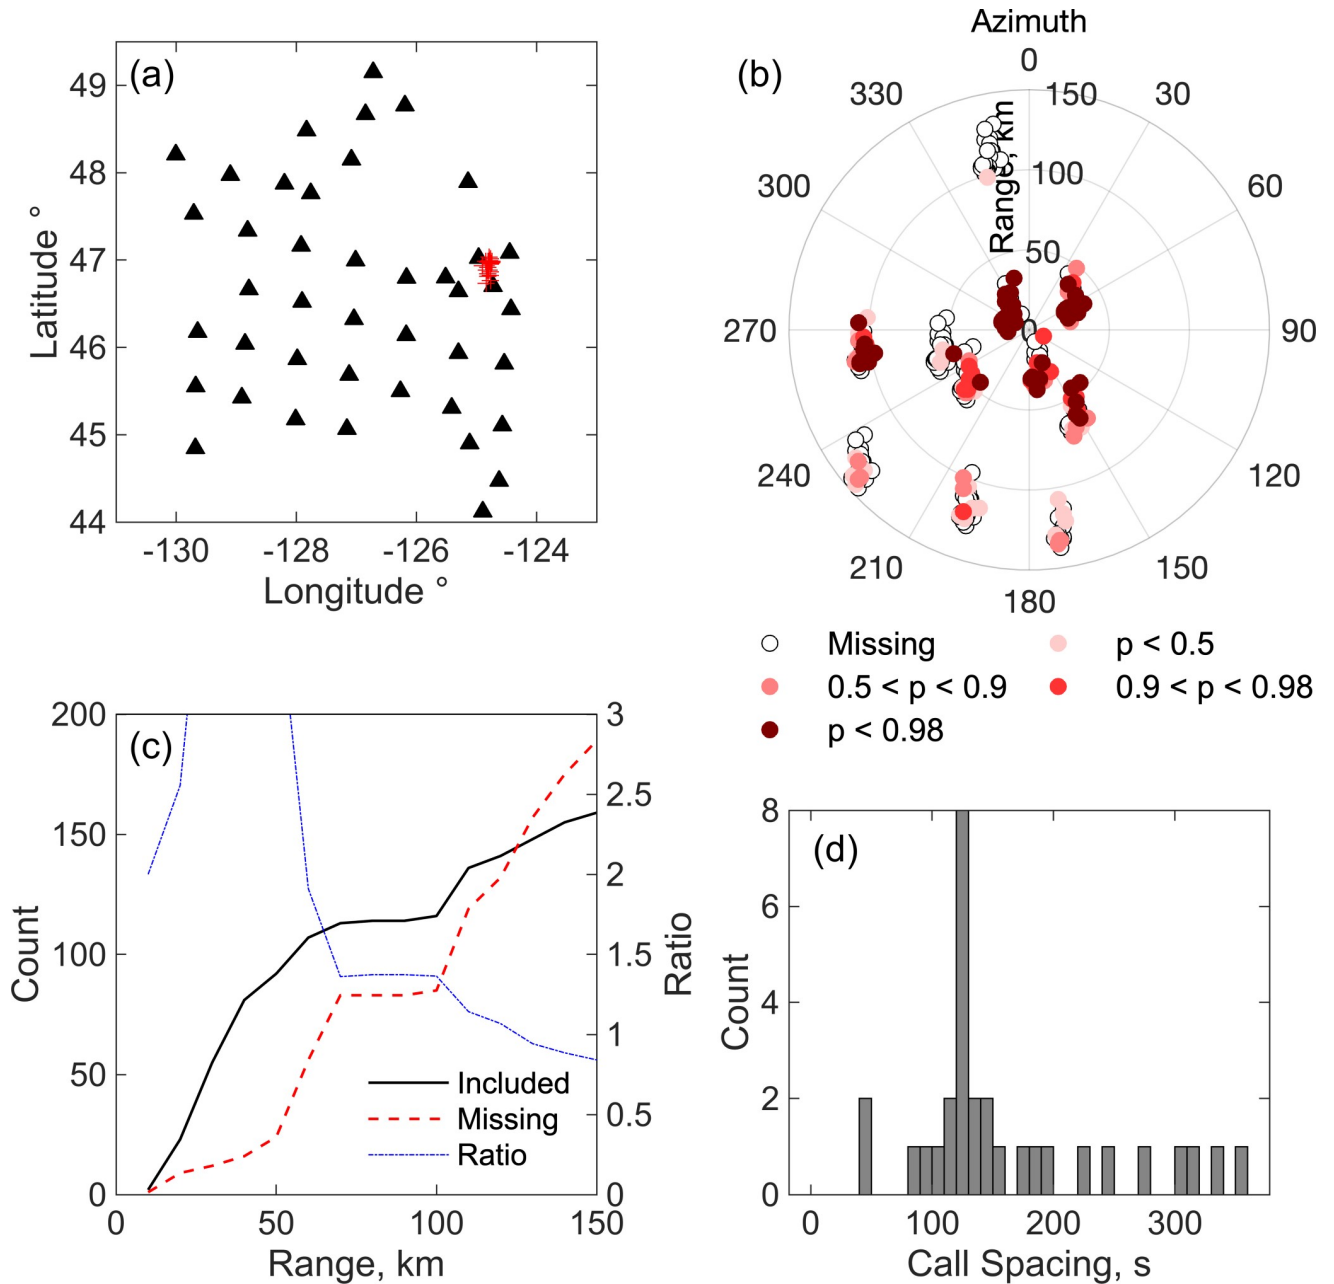 (a)
49
48
47
46
45
44
-130
-128
-126
-124
Latitude °
Longitude °
(b)
Azimuth
0
30
60
90
120
150
180
210
240
270
300
330
150
100
50
0
Range, km
Missing
p < 0.5
0.5 < p < 0.9
0.9 < p < 0.98
p < 0.98
(c)
200
150
100
50
0
3
2.5
2
1.5
1
0.5
0
0
50
100
150
Count
Ratio
Range, km
Included
Missing
Ratio
(d)
8
6
4
2
0
0
100
200
300
Count
Call Spacing, s